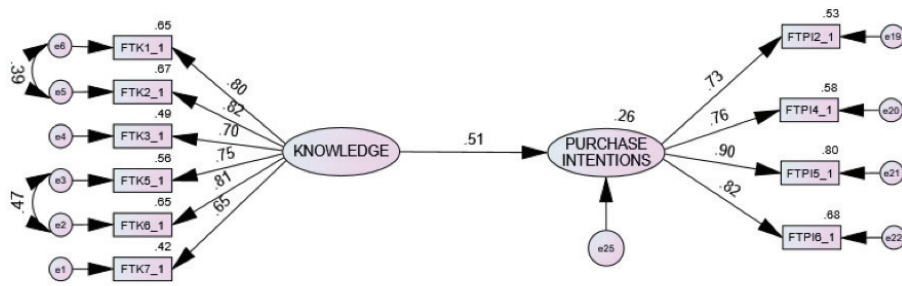 .65
e6
FTK1_1
.39
.67
e5
FTK2_1
.49
e4
FTK3_1
.56
e3
FTK5_1
.47
.65
e2
FTK6_1
.42
e1
FTK7_1
.80
.82
.70
.75
.81
.65
KNOWLEDGE
.51
.26
PURCHASE
INTENTIONS
e25
.73
.76
.90
.82
.53
FTPI2_1
e19
.58
FTPI4_1
e20
.80
FTPI5_1
e21
.68
FTPI6_1
e22